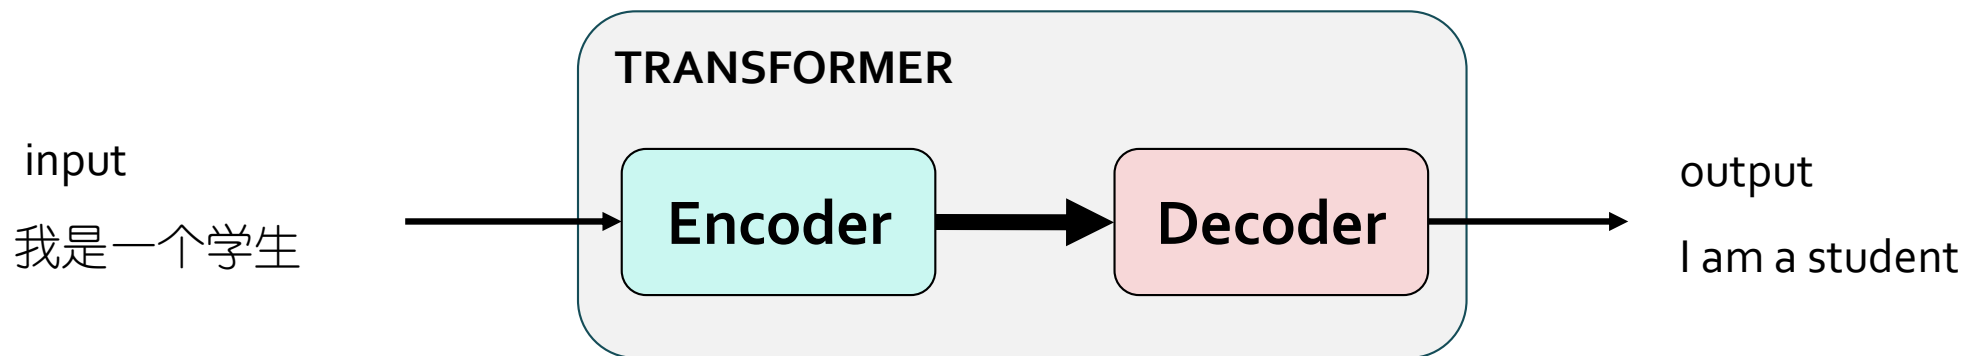 TRANSFORMER
input
我是一个学生
Encoder
Decoder
output
I am a student